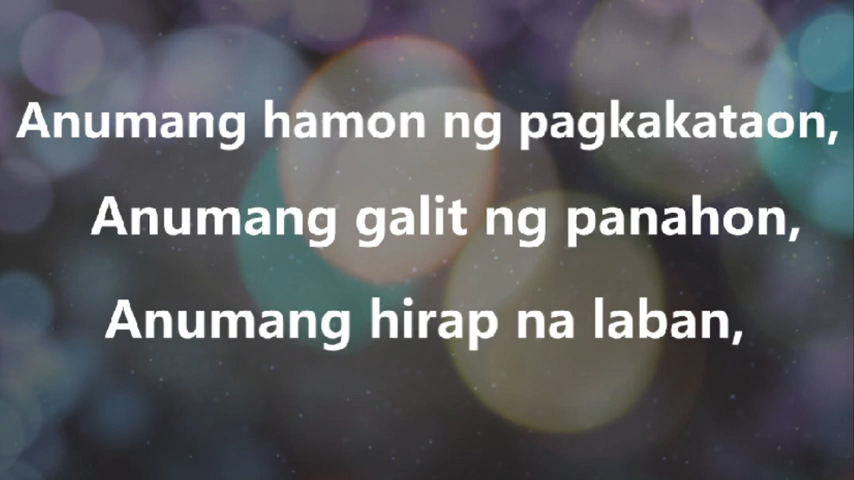 Anumang hamon ng pagkakataon,
Anumang galit ng panahon,
Anumang hirap na laban,